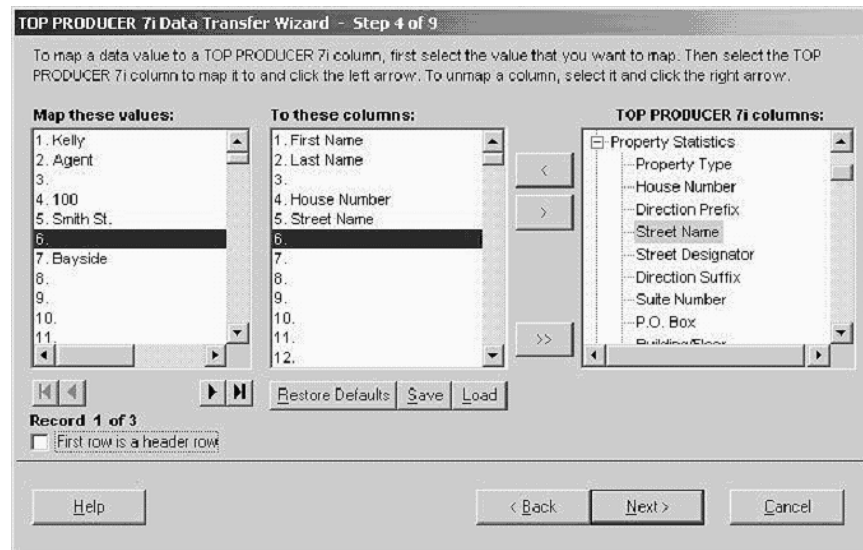 TOP PRODUCER 7i Data Transfer Wizard - Step 4 of 9
To map a data value to a TOP PRODUCER 7i column, first select the value that you want to map. Then select the TOP
PRODUCER 7i column to map it to and click the left arrow. To unmap a column, select it and click the right arrow.
Map these values:
1. Kelly
2. Agent
3.
4. 100
5. Smith St.
6.
7. Bayside
8.
9.
10.
11.
To these columns:
1. First Name
2. Last Name
3.
4. House Number
5. Street Name
6.
7.
8.
9.
10.
11.
12.
<
>
>>
TOP PRODUCER 7i columns:
Property Statistics
Property Type
House Number
Direction Prefix
Street Name
Street Designator
Direction Suffix
Suite Number
P.O. Box
Building/Floor
Restore Defaults
Save
Load
Record 1 of 3
First row is a header row
Help
< Back
Next >
Cancel